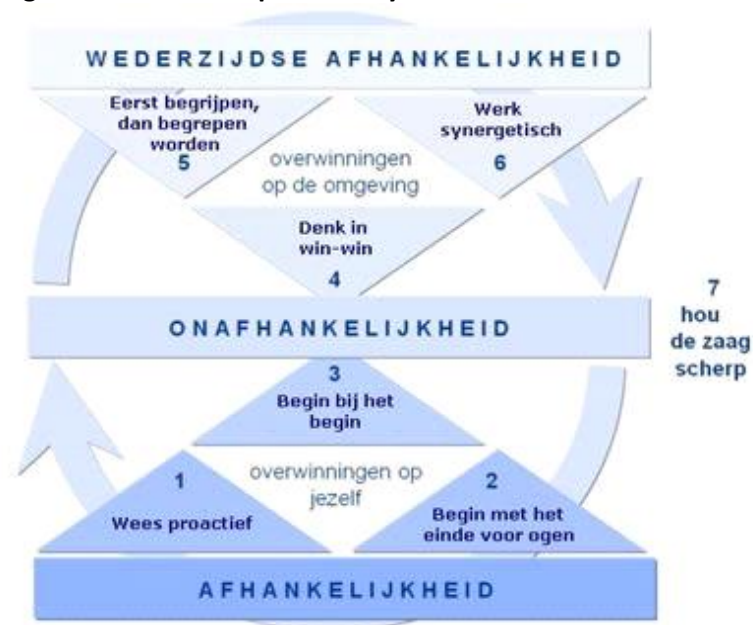 WEDERZIJDSE AFHANKELIJKHEID
Eerst begrijpen,
dan begrepen
worden
5
Werk
synergetisch
6
overwinningen
op de omgeving
Denk in
win-win
4
ONAFHANKELIJKHEID
7
hou
de zaag
scherp
3
Begin bij het
begin
1
Wees proactief
overwinningen op
jezelf
2
Begin met het
einde voor ogen
AFHANKELIJKHEID